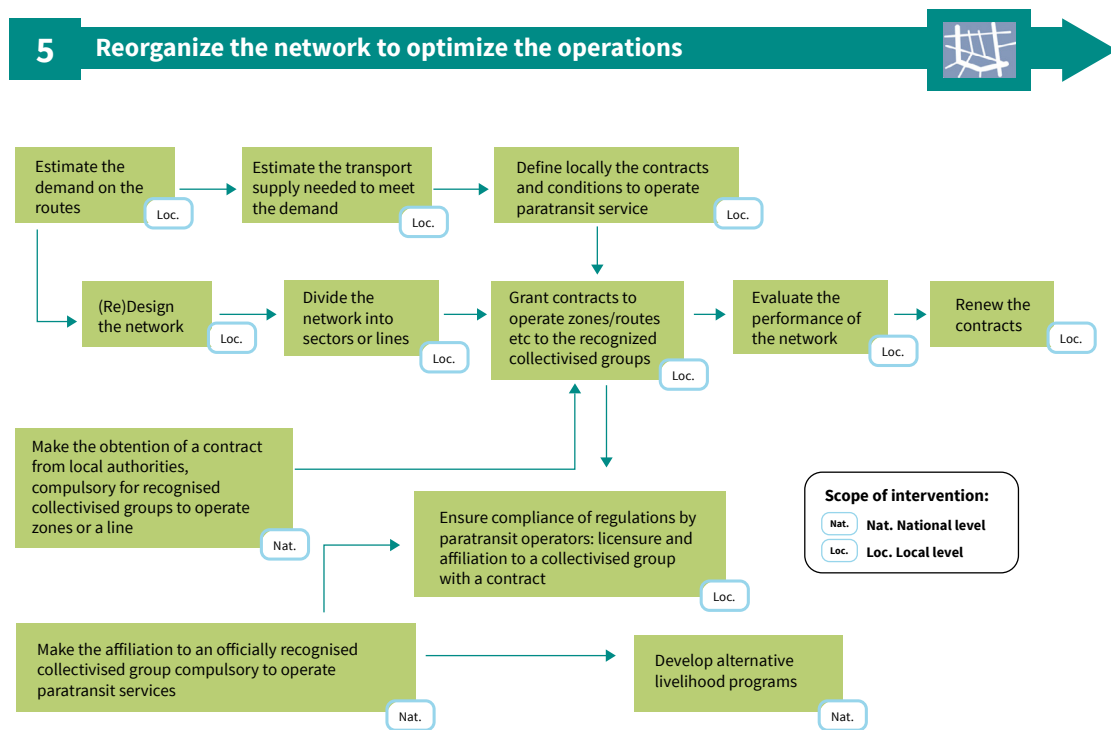 5
Reorganize the network to optimize the operations
Estimate the
demand on the
routes
Loc.
Estimate the transport
supply needed to meet
the demand
Loc.
Define locally the contracts
and conditions to operate
paratransit service
Loc.
(Re)Design
the network
Loc.
Divide the
network into
sectors or lines
Loc.
Grant contracts to
operate zones/routes
etc to the recognized
collectivised groups
Loc.
Evaluate the
performance of
the network
Loc.
Renew the
contracts
Loc.
Make the obtention of a contract
from local authorities,
compulsory for recognised
collectivised groups to operate
zones or a line
Nat.
Ensure compliance of regulations by
paratransit operators: licensure and
affiliation to a collectivised group
with a contract
Loc.
Scope of intervention:
Nat. Nat. National level
Loc. Loc. Local level
Make the affiliation to an officially recognised
collectivised group compulsory to operate
paratransit services
Nat.
Develop alternative
livelihood programs
Nat.